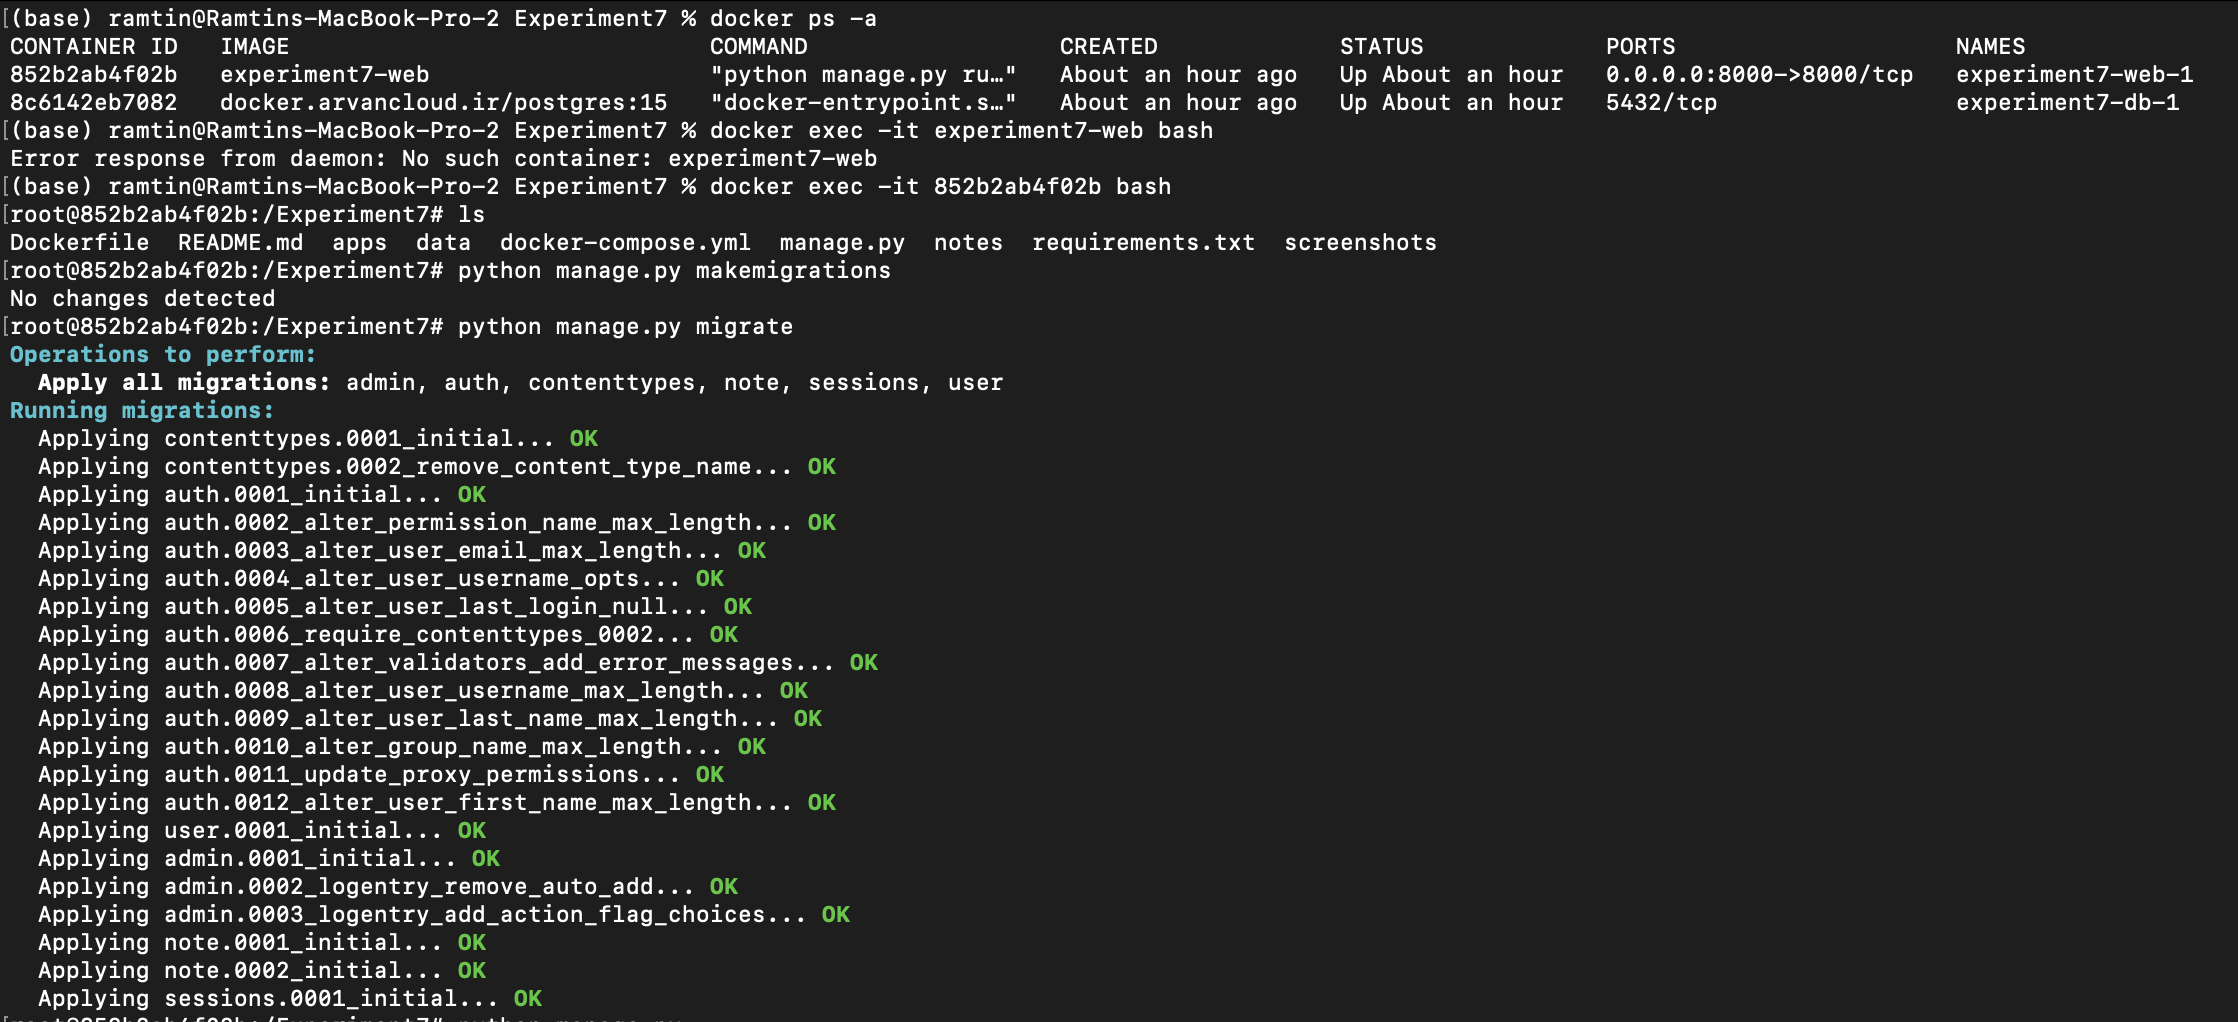 [(base) ramtin@Ramtins-MacBook-Pro-2 Experiment7 % docker ps -a
CONTAINER ID   IMAGE                              COMMAND                  CREATED             STATUS             PORTS                    NAMES
852b2ab4f02b   experiment7-web                    "python manage.py ru…"   About an hour ago   Up About an hour   0.0.0.0:8000->8000/tcp   experiment7-web-1
8c6142eb7082   docker.arvancloud.ir/postgres:15   "docker-entrypoint.s…"   About an hour ago   Up About an hour   5432/tcp                 experiment7-db-1
[(base) ramtin@Ramtins-MacBook-Pro-2 Experiment7 % docker exec -it experiment7-web bash
Error response from daemon: No such container: experiment7-web
[(base) ramtin@Ramtins-MacBook-Pro-2 Experiment7 % docker exec -it 852b2ab4f02b bash
[root@852b2ab4f02b:/Experiment7# ls
Dockerfile  README.md  apps  data  docker-compose.yml  manage.py  notes  requirements.txt  screenshots
[root@852b2ab4f02b:/Experiment7# python manage.py makemigrations
No changes detected
[root@852b2ab4f02b:/Experiment7# python manage.py migrate
Operations to perform:
  Apply all migrations: admin, auth, contenttypes, note, sessions, user
Running migrations:
  Applying contenttypes.0001_initial... OK
  Applying contenttypes.0002_remove_content_type_name... OK
  Applying auth.0001_initial... OK
  Applying auth.0002_alter_permission_name_max_length... OK
  Applying auth.0003_alter_user_email_max_length... OK
  Applying auth.0004_alter_user_username_opts... OK
  Applying auth.0005_alter_user_last_login_null... OK
  Applying auth.0006_require_contenttypes_0002... OK
  Applying auth.0007_alter_validators_add_error_messages... OK
  Applying auth.0008_alter_user_username_max_length... OK
  Applying auth.0009_alter_user_last_name_max_length... OK
  Applying auth.0010_alter_group_name_max_length... OK
  Applying auth.0011_update_proxy_permissions... OK
  Applying auth.0012_alter_user_first_name_max_length... OK
  Applying user.0001_initial... OK
  Applying admin.0001_initial... OK
  Applying admin.0002_logentry_remove_auto_add... OK
  Applying admin.0003_logentry_add_action_flag_choices... OK
  Applying note.0001_initial... OK
  Applying note.0002_initial... OK
  Applying sessions.0001_initial... OK